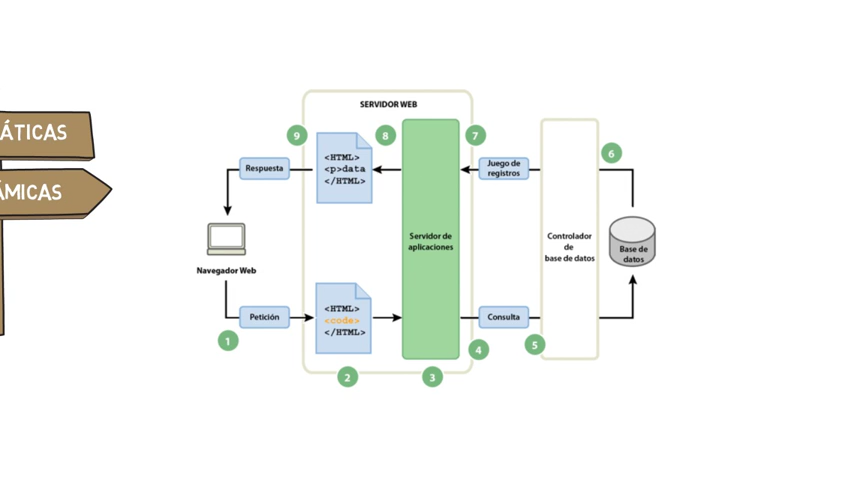 ÁTICAS
ÁMICAS
SERVIDOR WEB
9
8
7
6
<HTML>
<p>data
</HTML>
Respuesta
Juego de
registros
Servidor de
aplicaciones
Controlador
de
base de datos
Base de
datos
Navegador Web
Petición
<HTML>
<code>
</HTML>
Consulta
1
2
3
4
5